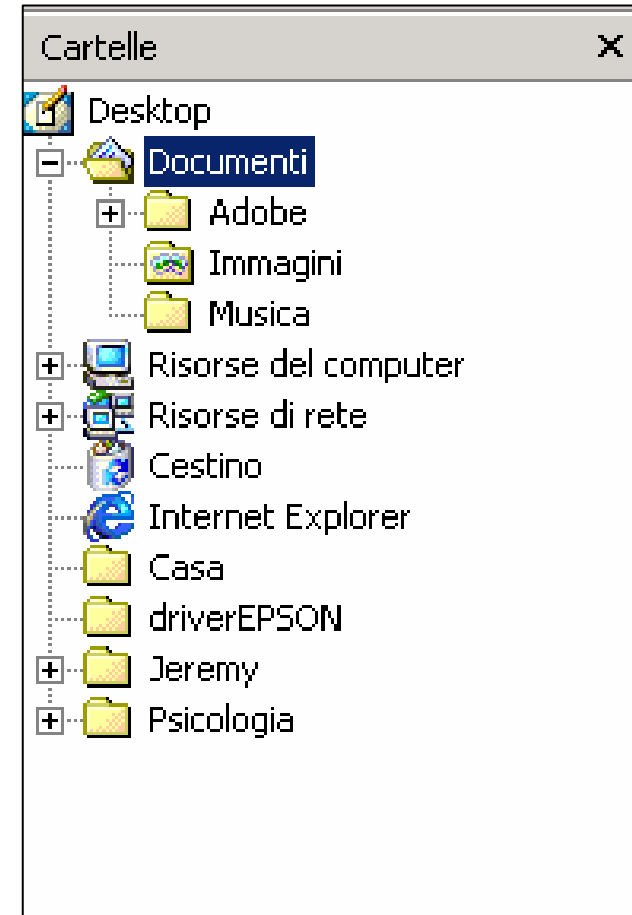 Cartelle
Desktop
Documenti
Adobe
Immagini
Musica
Risorse del computer
Risorse di rete
Cestino
Internet Explorer
Casa
driverEPSON
Jeremy
Psicologia